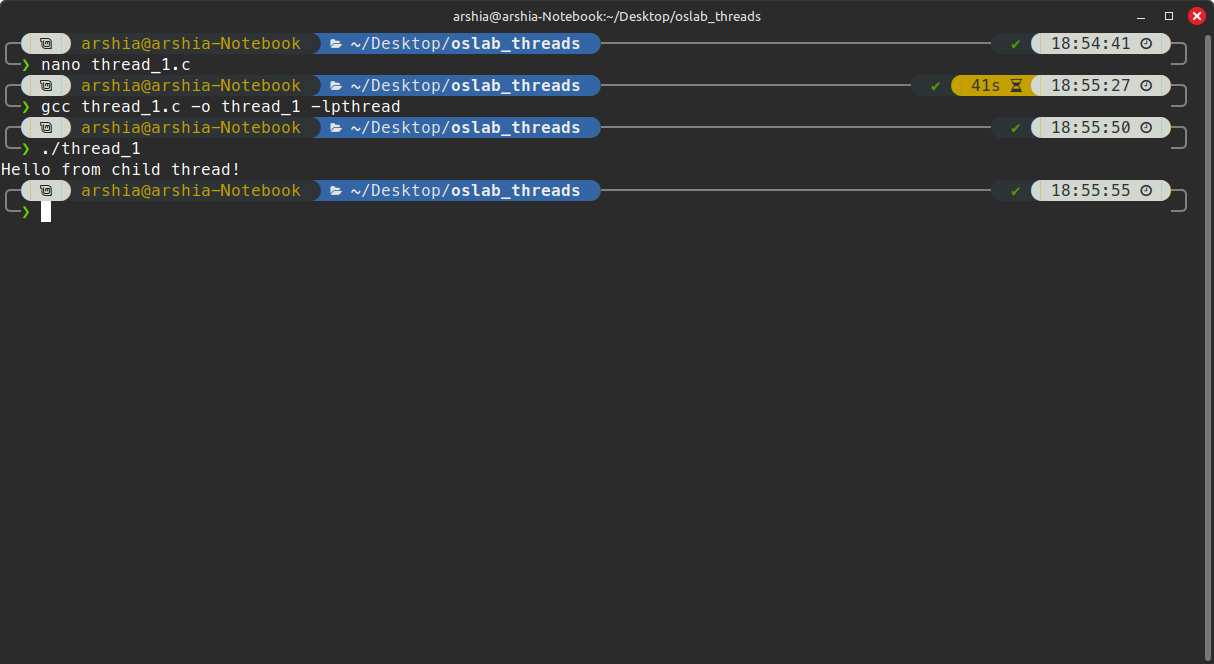 arshia@arshia-Notebook:~/Desktop/oslab_threads
arshia@arshia-Notebook ~/Desktop/oslab_threads ✔ 18:54:41
❯ nano thread_1.c
arshia@arshia-Notebook ~/Desktop/oslab_threads ✔ 41s 18:55:27
❯ gcc thread_1.c -o thread_1 -lpthread
arshia@arshia-Notebook ~/Desktop/oslab_threads ✔ 18:55:50
❯ ./thread_1
Hello from child thread!
arshia@arshia-Notebook ~/Desktop/oslab_threads ✔ 18:55:55
❯